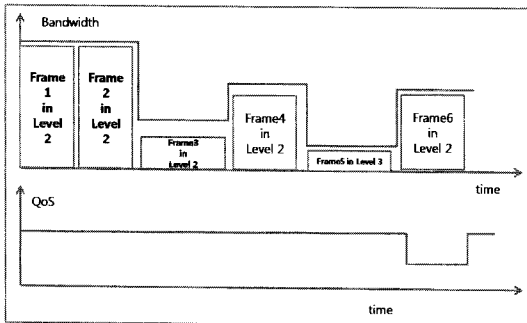 Bandwidth
Frame
1
in
Level
2
Frame
2
in
Level
2
Frame3
in
Level 2
Frame4
in
Level 2
Frame5 in Level 3
Frame6
in
Level 2
time
QoS
time